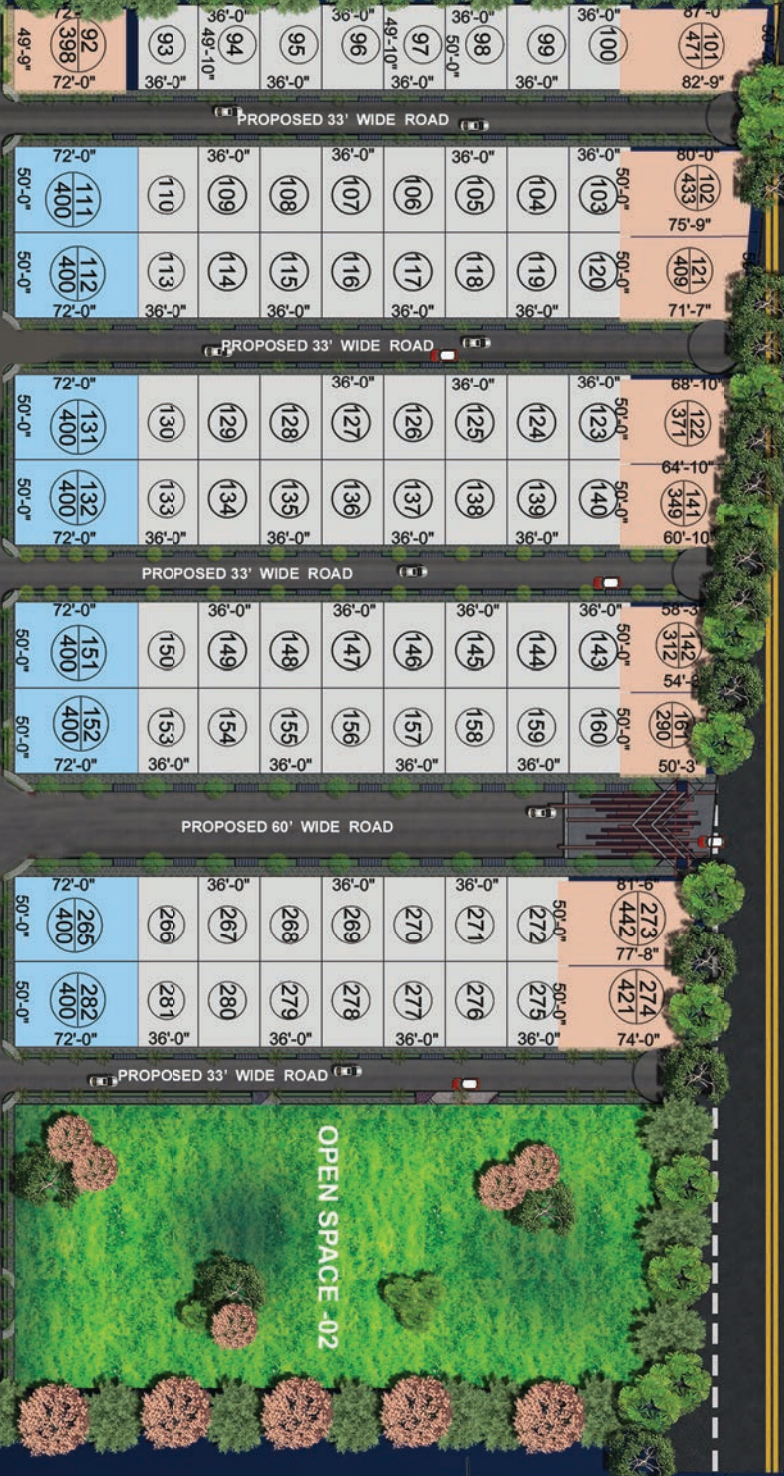 36'-0" 36'-0" 36'-0"
92 93 94 95 96 97 98 99 100 101
398 471
49'-9" 49'-10" 49'-10" 50'-0"
72'-0" 36'-0" 36'-0" 36'-0" 36'-0" 82'-9"
PROPOSED 33' WIDE ROAD
72'-0" 36'-0" 36'-0" 36'-0" 36'-0" 80'-0"
50'-0" 111 110 109 108 107 106 105 104 103 50'-0" 102
400 433
75'-9"
50'-0" 112 113 114 115 116 117 118 119 120 50'-0" 121
400 409
72'-0" 36'-0" 36'-0" 36'-0" 36'-0" 71'-7"
PROPOSED 33' WIDE ROAD
72'-0" 36'-0" 36'-0" 36'-0" 68'-10"
50'-0" 131 130 129 128 127 126 125 124 123 50'-0" 122
400 371
64'-10"
50'-0" 132 133 134 135 136 137 138 139 140 50'-0" 141
400 349
72'-0" 36'-0" 36'-0" 36'-0" 36'-0" 60'-10"
PROPOSED 33' WIDE ROAD
72'-0" 36'-0" 36'-0" 36'-0" 36'-0"
50'-0" 151 150 149 148 147 146 145 144 143 50'-0" 142
400 312
50'-0" 152 153 154 155 156 157 158 159 160 50'-0" 161
400 290
72'-0" 36'-0" 36'-0" 36'-0" 36'-0" 50'-3
PROPOSED 60' WIDE ROAD
72'-0" 36'-0" 36'-0" 36'-0" 81'-6"
50'-0" 265 266 267 268 269 270 271 272 50'-0" 273
400 442
77'-8"
50'-0" 282 281 280 279 278 277 276 275 50'-0" 274
400 421
72'-0" 36'-0" 36'-0" 36'-0" 36'-0" 74'-0"
PROPOSED 33' WIDE ROAD
OPEN SPACE -02